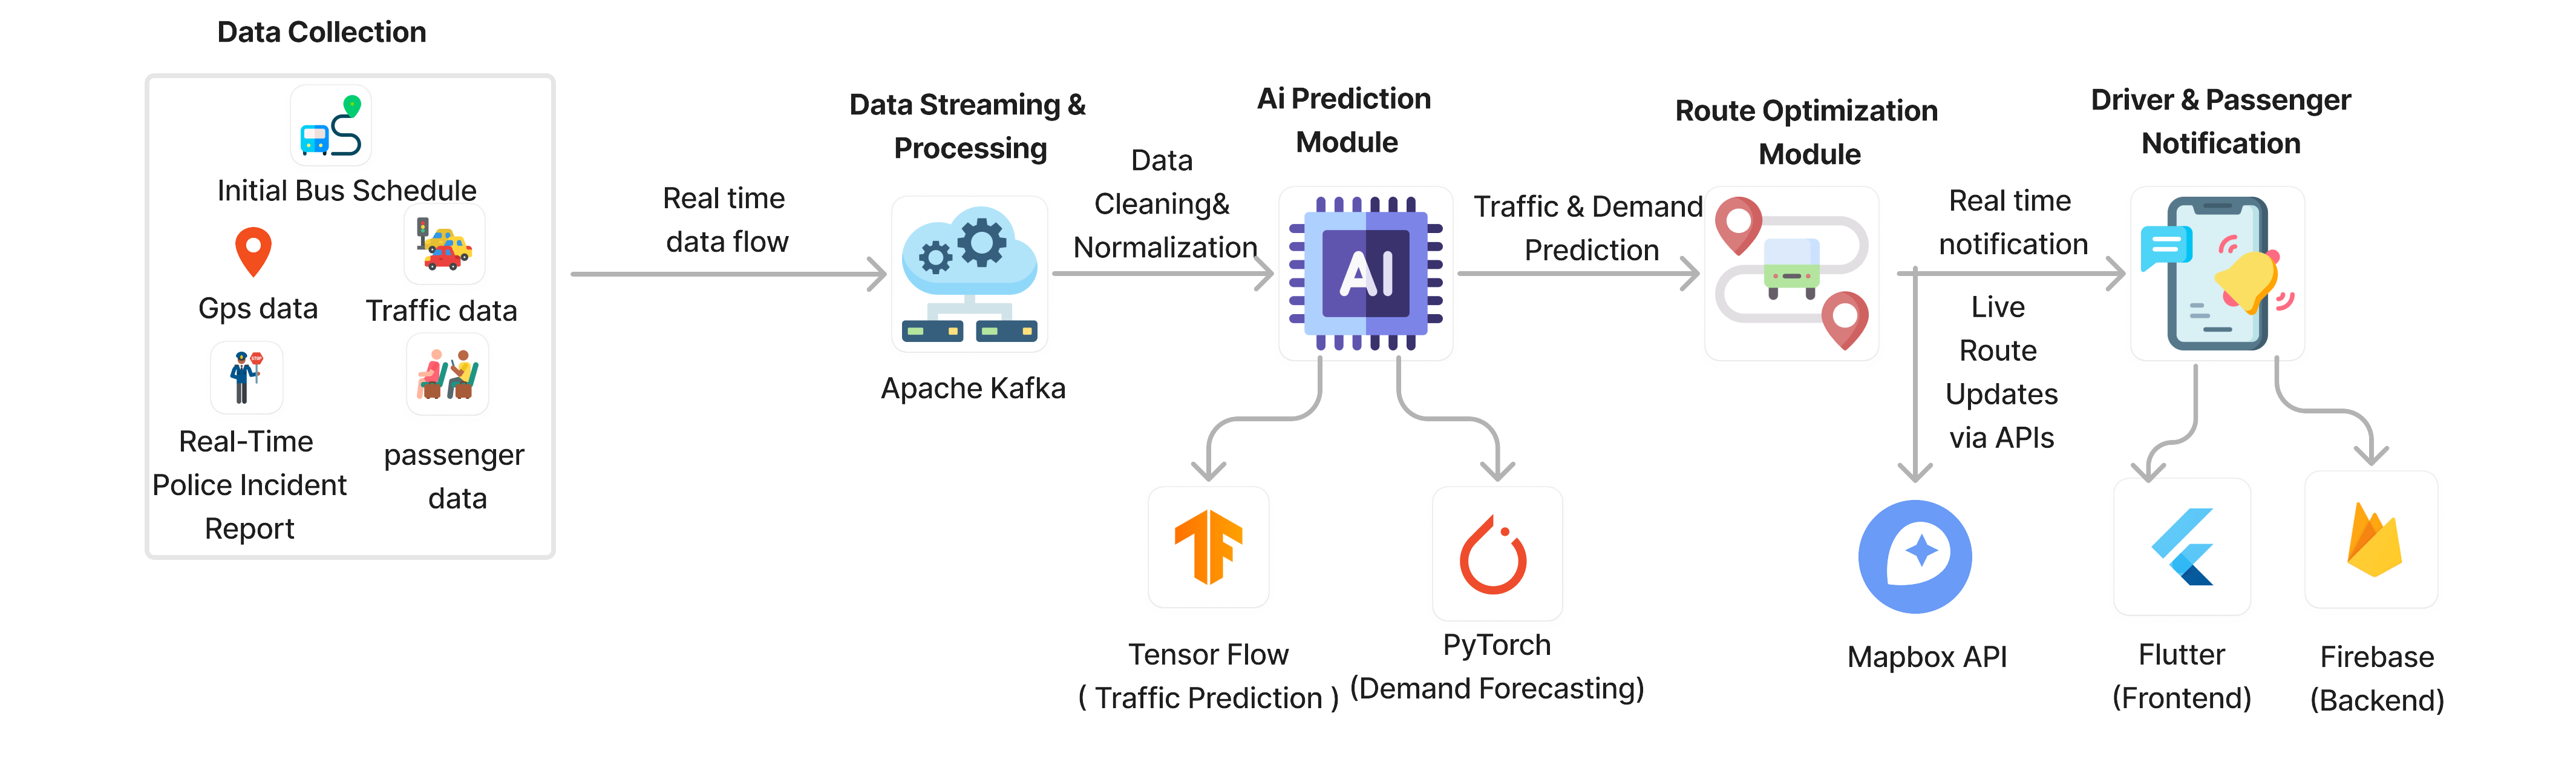 Data Collection
Initial Bus Schedule
Gps data
Traffic data
STOP
Real-Time
Police Incident
Report
passenger
data
Real time
data flow
Data Streaming &
Processing
Apache Kafka
Data
Cleaning&
Normalization
Ai Prediction
Module
AI
Tensor Flow
( Traffic Prediction )
PyTorch
(Demand Forecasting)
Traffic & Demand
Prediction
Route Optimization
Module
Real time
notification
Live
Route
Updates
via APIs
Mapbox API
Driver & Passenger
Notification
Flutter
(Frontend)
Firebase
(Backend)